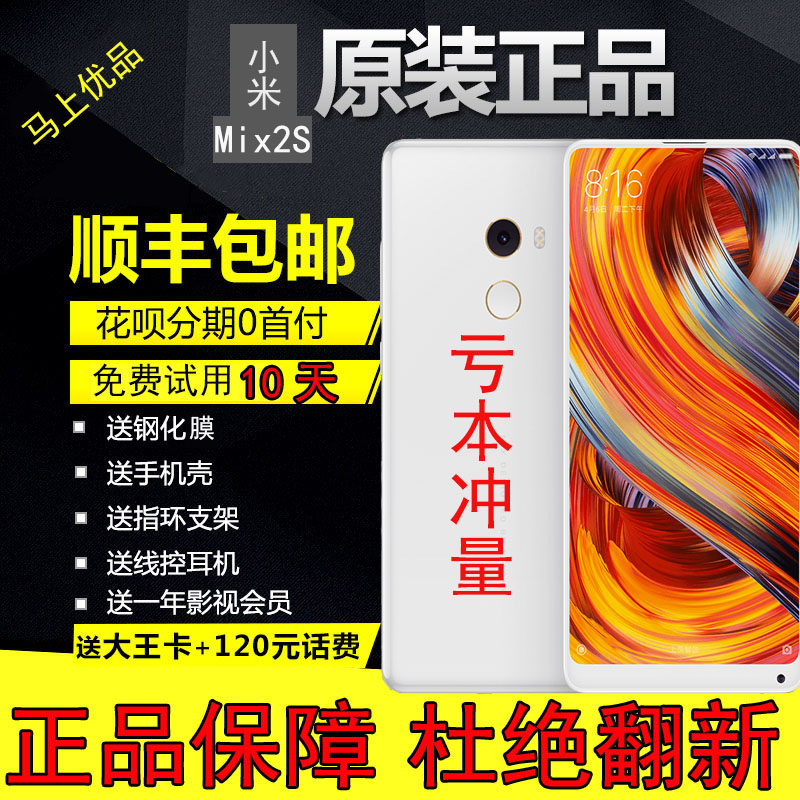 马上优品
小米
Mix2S
原装正品
顺丰包邮
花呗分期0首付
免费试用10天
送钢化膜
送手机壳
送指环支架
送线控耳机
送一年影视会员
送大王卡+120元话费
亏本冲量
8:16
正品保障 杜绝翻新